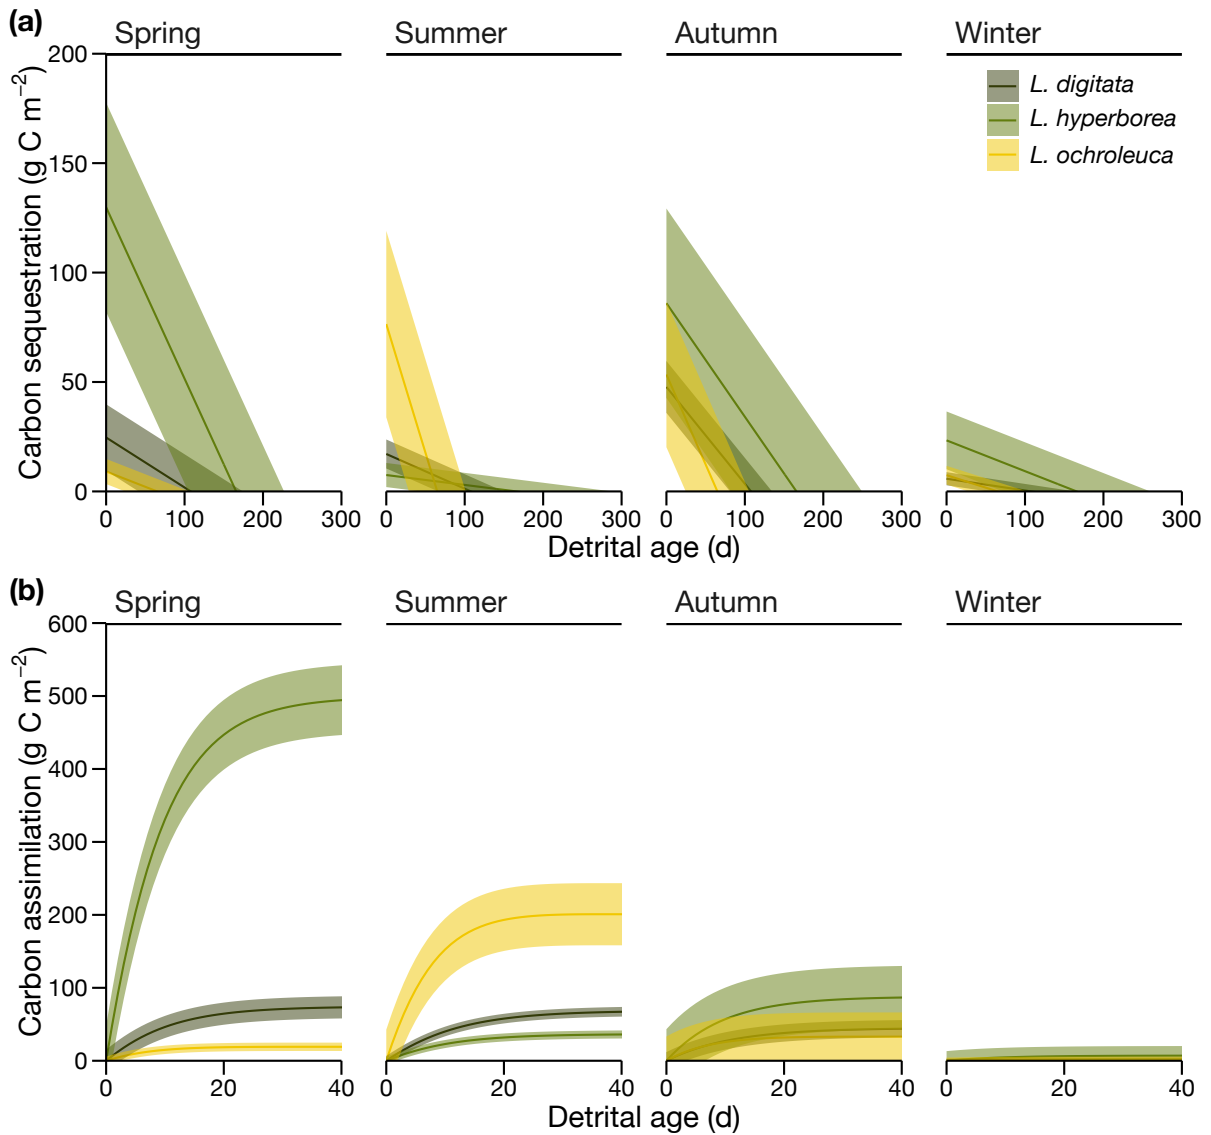 (a)
Spring Summer Autumn Winter
200
150
100
50
0
Carbon sequestration (g C m⁻²)
L. digitata
L. hyperborea
L. ochroleuca
0 100 200 300 0 100 200 300 0 100 200 300 0 100 200 300
Detrital age (d)
(b)
Spring Summer Autumn Winter
600
500
400
300
200
100
0
Carbon assimilation (g C m⁻²)
0 20 40 0 20 40 0 20 40 0 20 40
Detrital age (d)